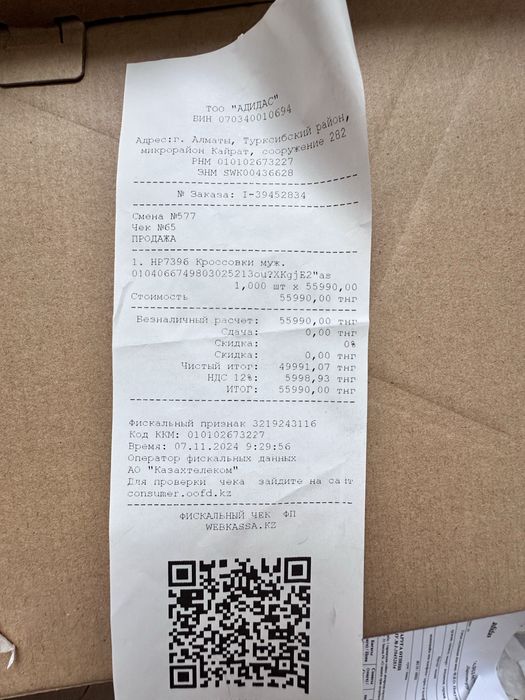 ТОО "АДИДАС"
БИН 070340010694
Адрес:г. Алматы, Турксибский район,
микрорайон Кайрат, сооружение 282
РНМ 010102673227
ЗНМ SWK00436628
№ Заказа: I-39452834
Смена №577
Чек №65
ПРОДАЖА
1. HP7396 Кроссовки муж.
0104066749803025213ou?XKgjE2"as
1,000 шт x 55990,00
Стоимость 55990,00 тнг
Безналичный расчет: 55990,00 тнг
Сдача: 0,00 тнг
Скидка: 0%
Скидка: 0,00 тнг
Чистый итог: 49991,07 тнг
НДС 12%: 5998,93 тнг
ИТОГ: 55990,00 тнг
Фискальный признак 3219243116
Код ККМ: 010102673227
Время: 07.11.2024 9:29:56
Оператор фискальных данных
АО "Казахтелеком"
Для проверки чека зайдите на сайт
consumer.oofd.kz
ФИСКАЛЬНЫЙ ЧЕК ФП
WEBKASSA.KZ